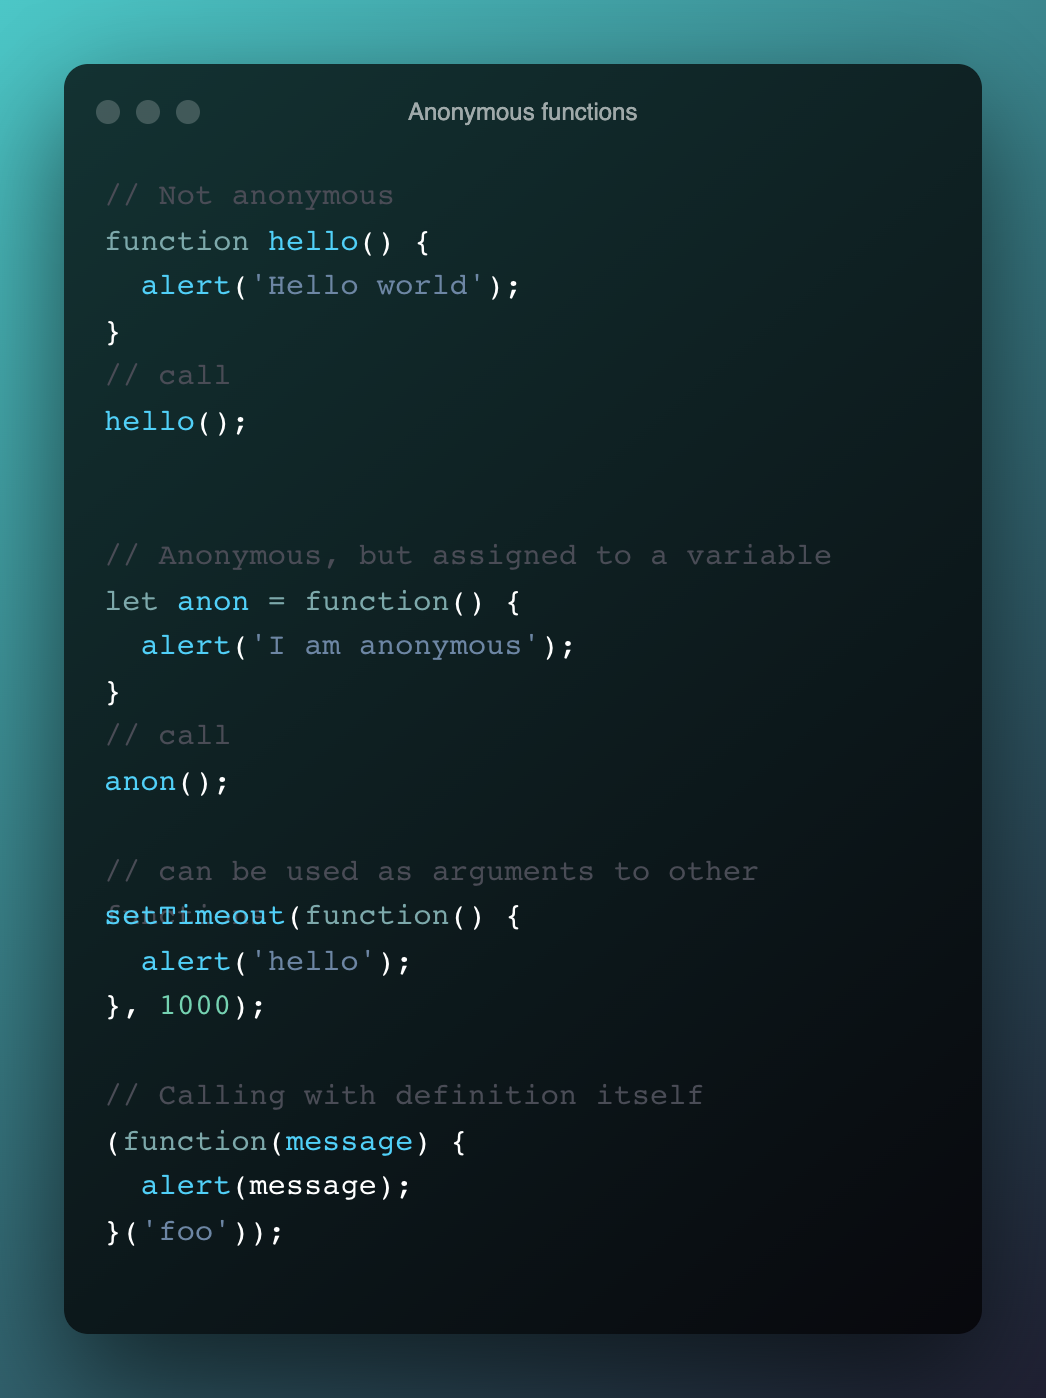 Anonymous functions
// Not anonymous
function hello() {
  alert('Hello world');
}
// call
hello();
// Anonymous, but assigned to a variable
let anon = function() {
  alert('I am anonymous');
}
// call
anon();
// can be used as arguments to other
functions
setTimeout(function() {
  alert('hello');
}, 1000);
// Calling with definition itself
(function(message) {
  alert(message);
}('foo'));